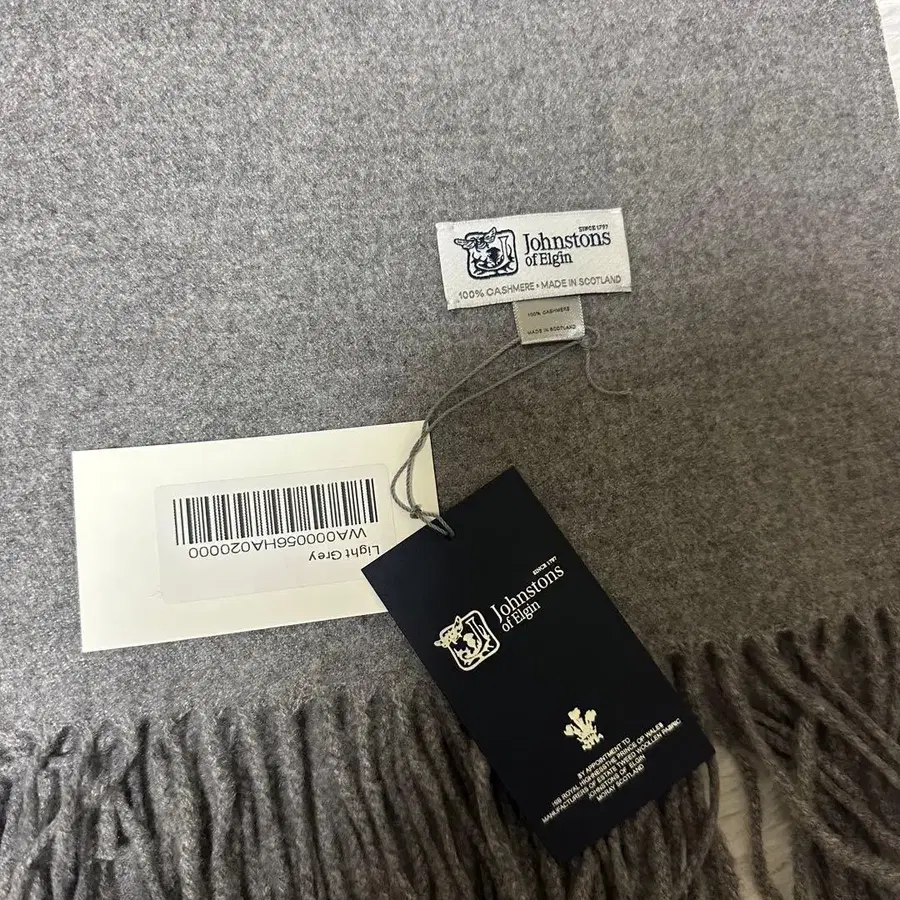 SINCE 1797
Johnstons
of Elgin
100% CASHMERE • MADE IN SCOTLAND
100% CASHMERE
MADE IN SCOTLAND
Light Grey
WA000056HA020000
SINCE 1797
Johnstons
of Elgin
BY APPOINTMENT TO
HIS ROYAL HIGHNESS THE PRINCE OF WALES
MANUFACTURERS OF ESTATE TWEED WOOLLEN FABRIC
JOHNSTONS OF ELGIN
MORAY SCOTLAND